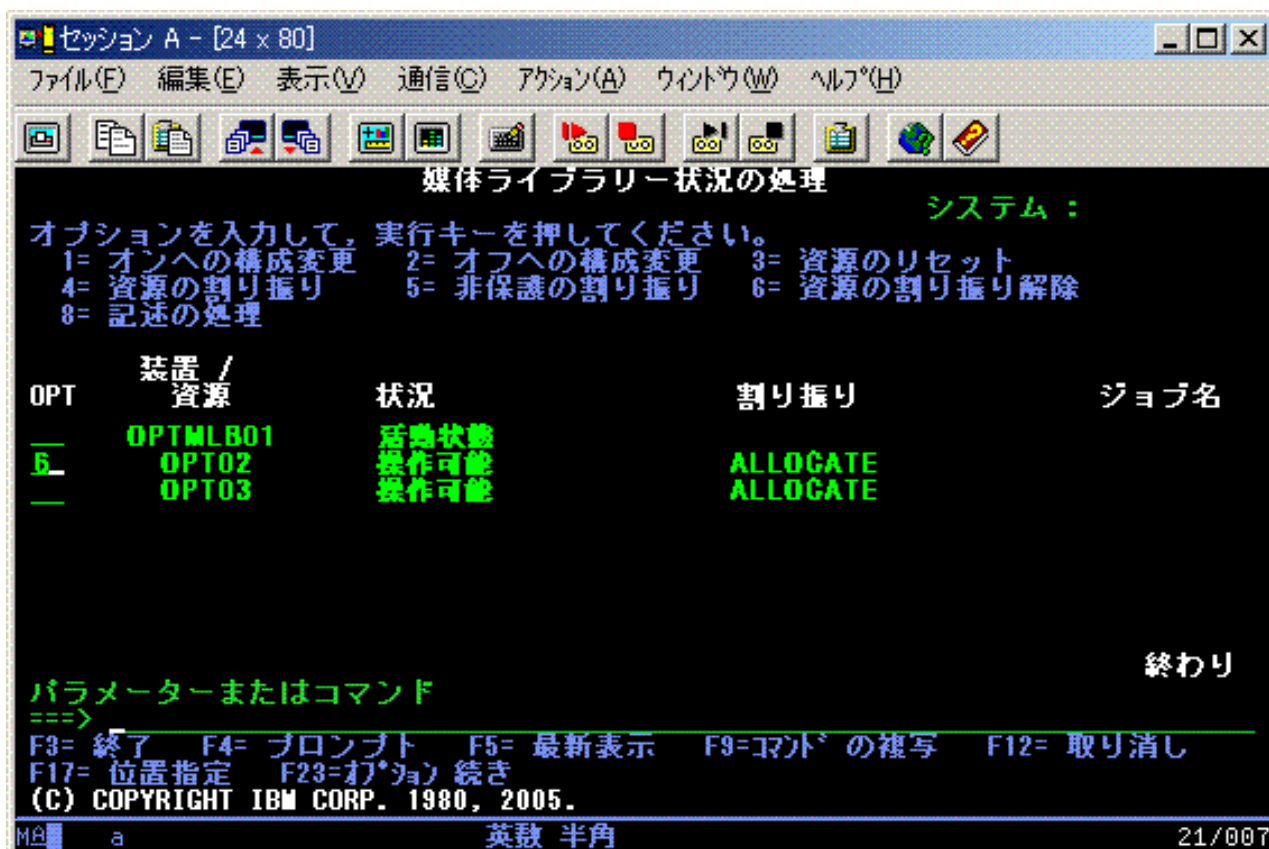 セッション A - [24 x 80]
ファイル(F) 編集(E) 表示(V) 通信(C) アクション(A) ウィンドウ(W) ヘルプ(H)
媒体ライブラリー状況の処理
システム :
オプションを入力して, 実行キーを押してください。
1= オンへの構成変更 2= オフへの構成変更 3= 資源のリセット
4= 資源の割り振り 5= 非保護の割り振り 6= 資源の割り振り解除
8= 記述の処理
装置 /
OPT 資源 状況 割り振り ジョブ名
__ OPTMLB01 活動状態
6_ OPT02 操作可能 ALLOCATE
__ OPT03 操作可能 ALLOCATE
終わり
パラメーターまたはコマンド
===>
F3= 終了 F4= プロンプト F5= 最新表示 F9=コマンド の複写 F12= 取り消し
F17= 位置指定 F23=オプション 続き
(C) COPYRIGHT IBM CORP. 1980, 2005.
MA a 英数 半角 21/007